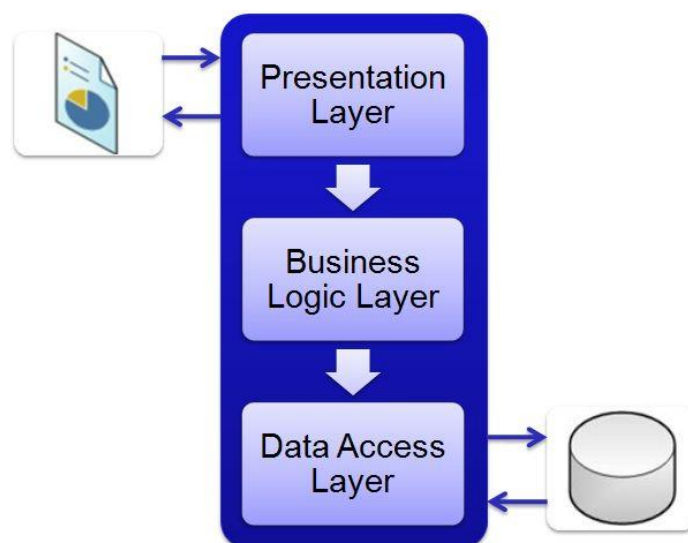 Presentation
Layer
Business
Logic Layer
Data Access
Layer